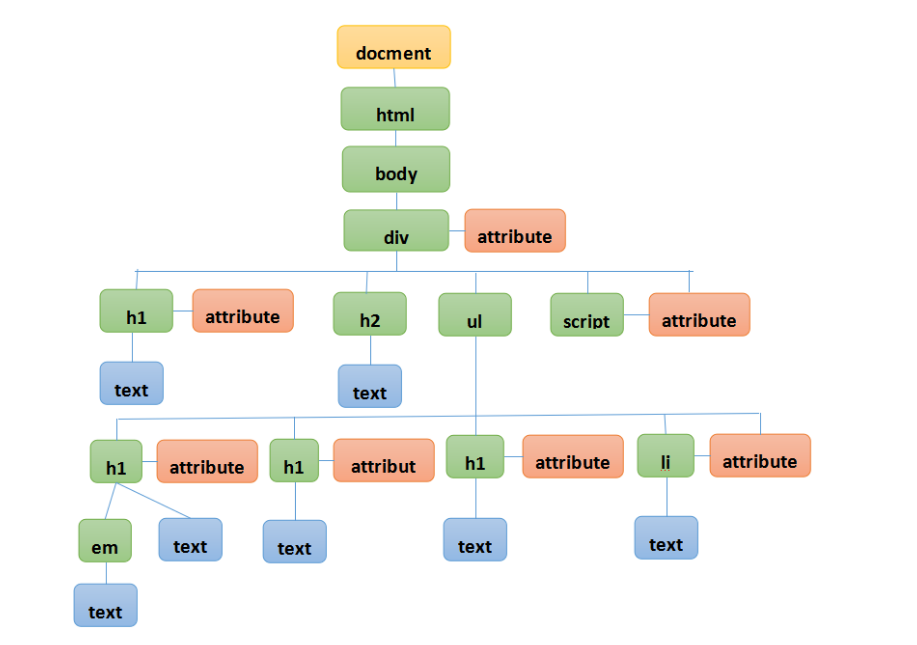 docment
html
body
div
attribute
h1
attribute
h2
ul
script
attribute
text
text
h1
attribute
h1
attribut
h1
attribute
li
attribute
em
text
text
text
text
text